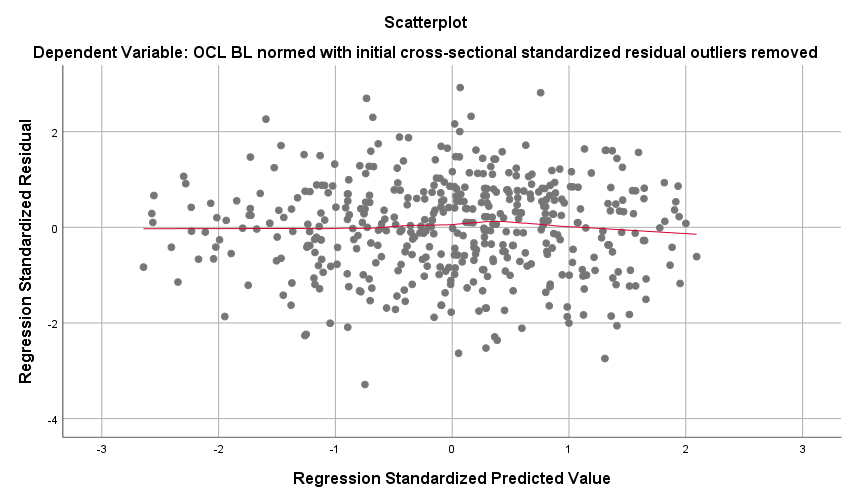 Scatterplot
Dependent Variable: OCL BL normed with initial cross-sectional standardized residual outliers removed
Regression Standardized Residual
2
0
-2
-4
-3
-2
-1
0
1
2
3
Regression Standardized Predicted Value